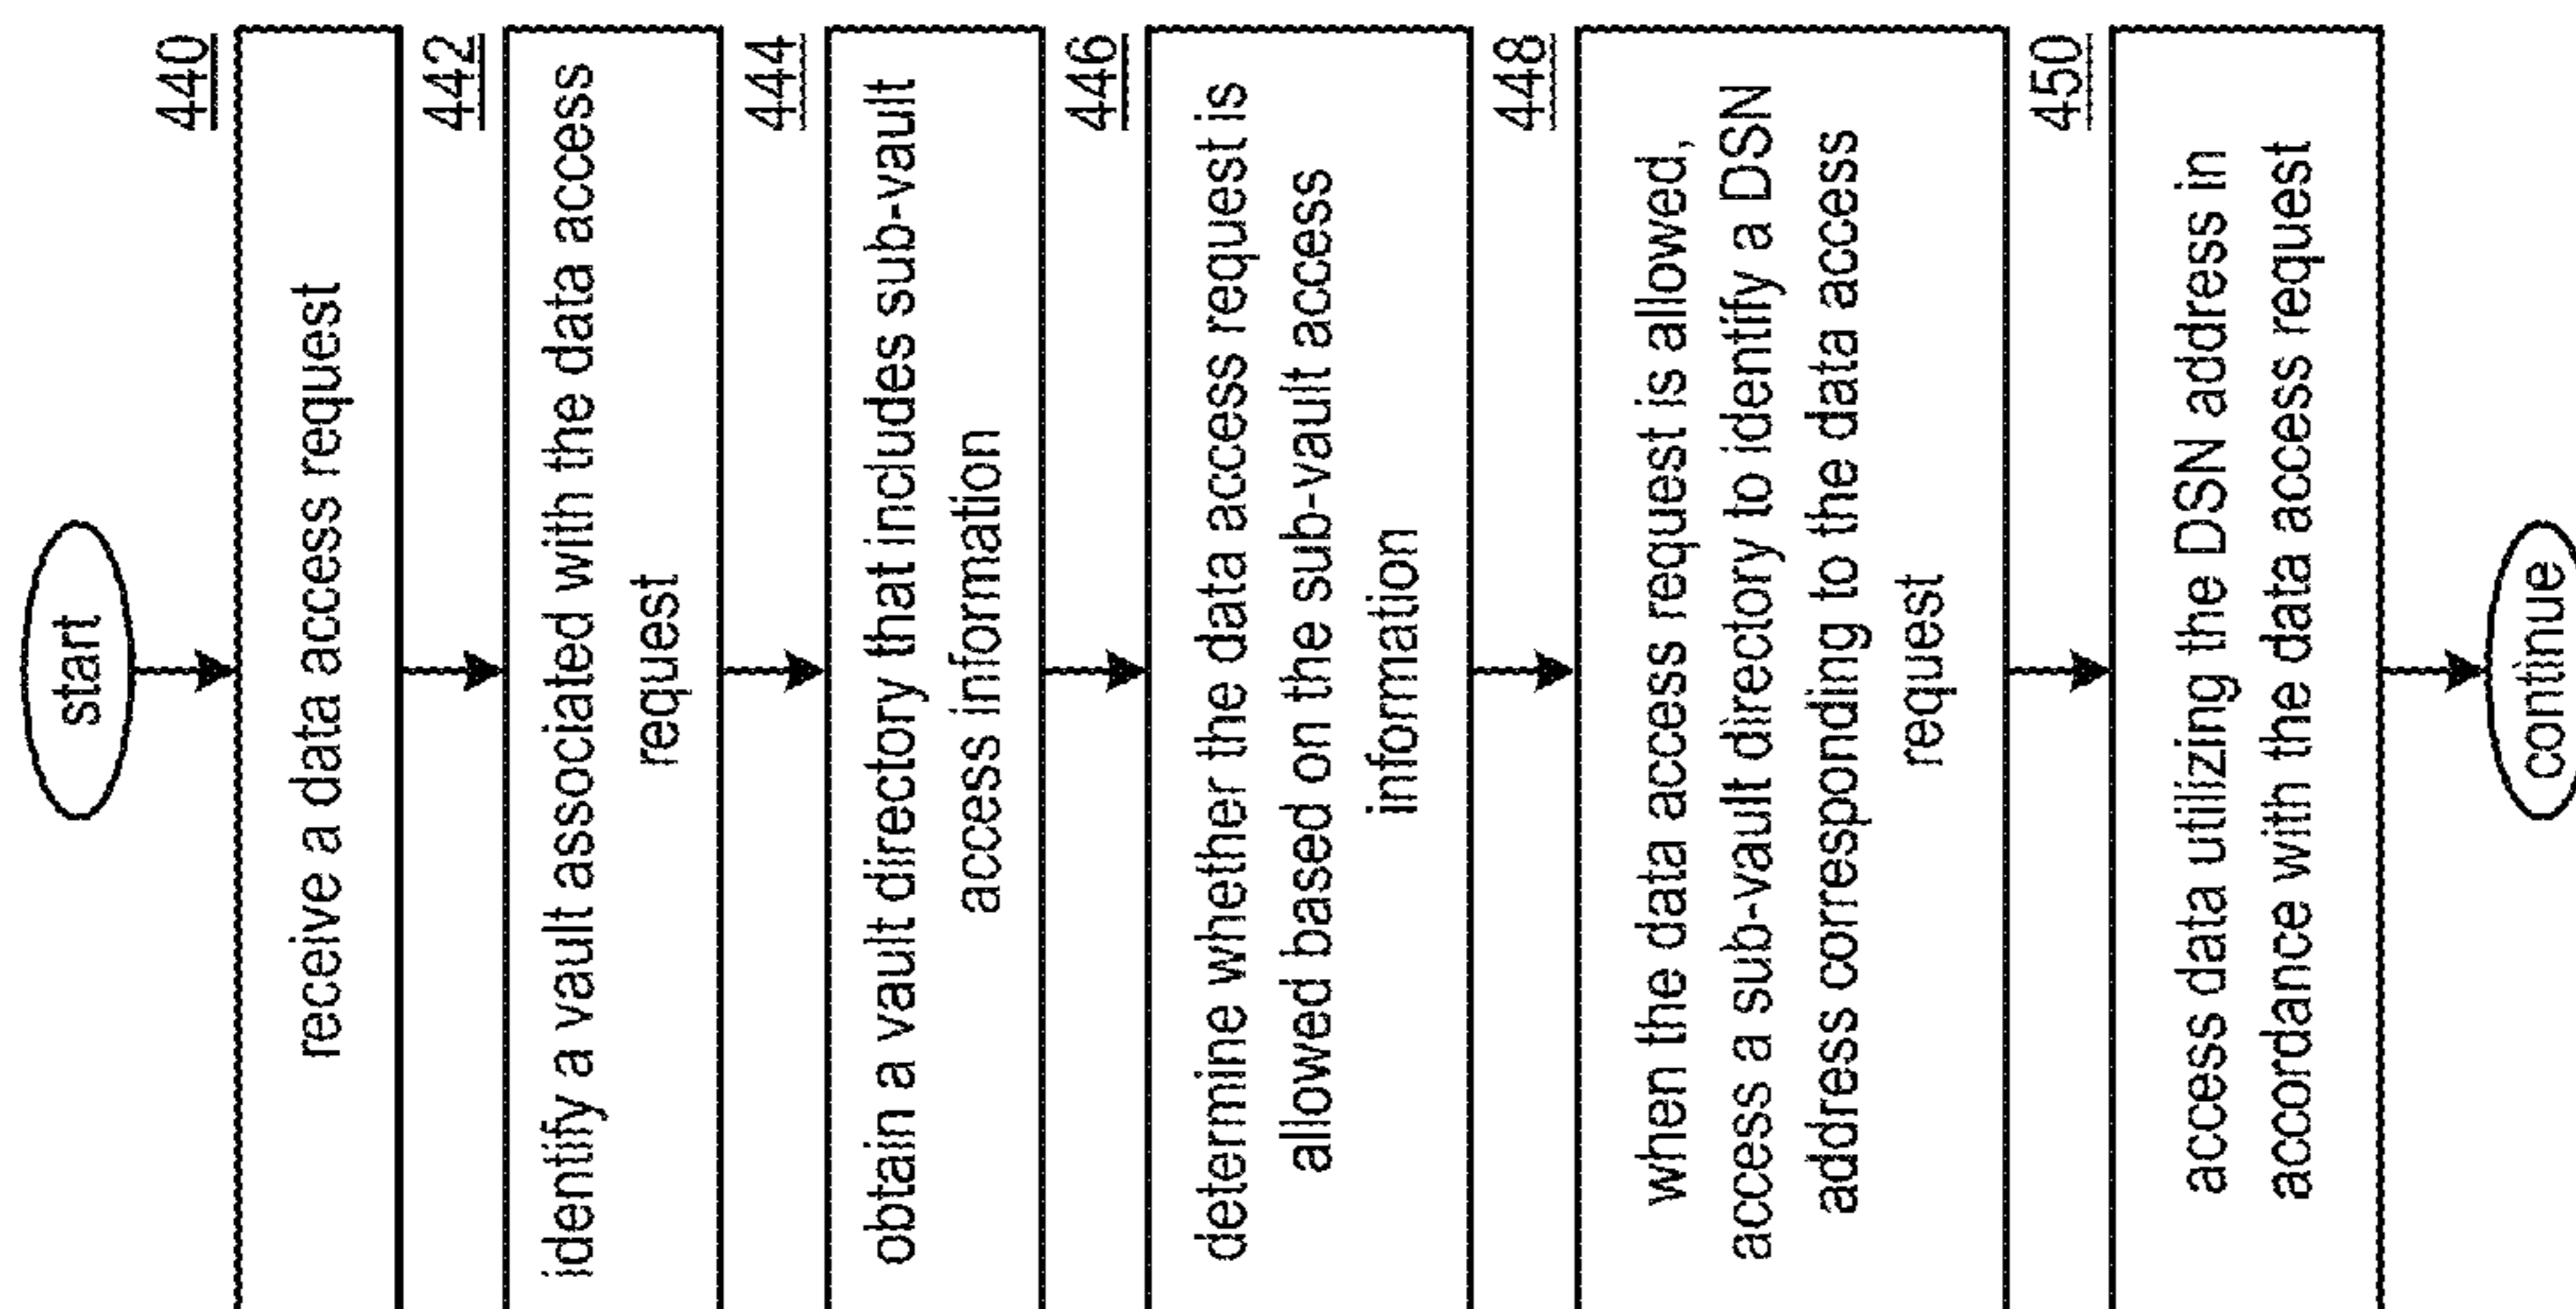 start
440
receive a data access request
442
identify a vault associated with the data access
request
444
obtain a vault directory that includes sub-vault
access information
446
determine whether the data access request is
allowed based on the sub-vault access
information
448
when the data access request is allowed,
access a sub-vault directory to identify a DSN
address corresponding to the data access
request
450
access data utilizing the DSN address in
accordance with the data access request
continue